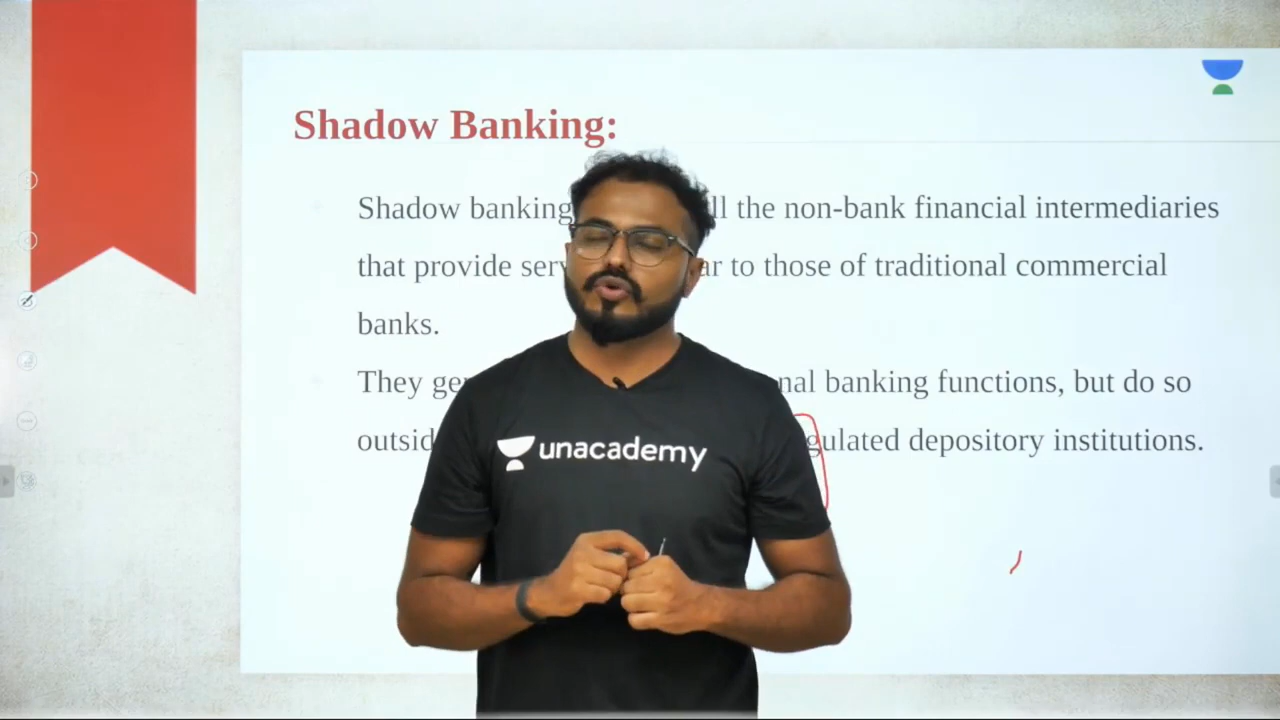 Shadow Banking:
Shadow banking ll the non-bank financial intermediaries
that provide ser ar to those of traditional commercial
banks.
They ge nal banking functions, but do so
outsid gulated depository institutions.
unacademy